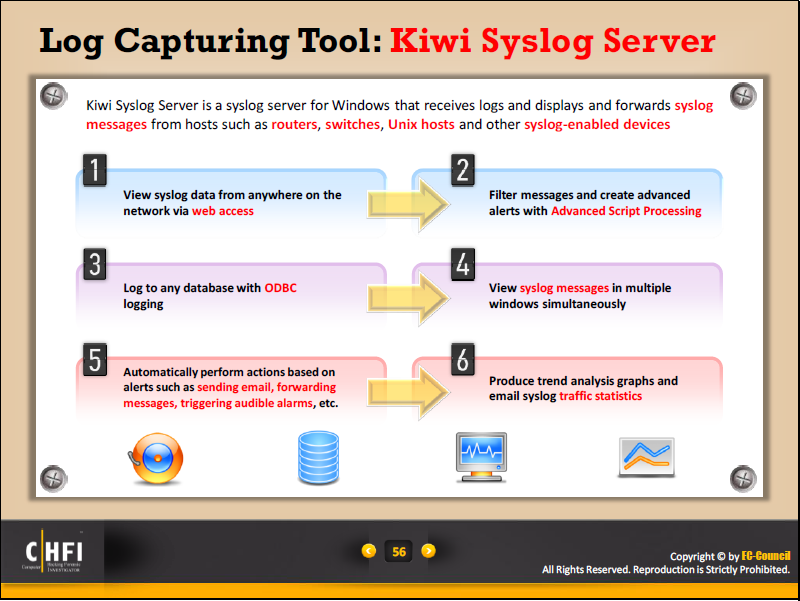 Log Capturing Tool: Kiwi Syslog Server
Kiwi Syslog Server is a syslog server for Windows that receives logs and displays and forwards syslog
messages from hosts such as routers, switches, Unix hosts and other syslog-enabled devices
1
View syslog data from anywhere on the
network via web access
2
Filter messages and create advanced
alerts with Advanced Script Processing
3
Log to any database with ODBC
logging
4
View syslog messages in multiple
windows simultaneously
5
Automatically perform actions based on
alerts such as sending email, forwarding
messages, triggering audible alarms, etc.
6
Produce trend analysis graphs and
email syslog traffic statistics
CHFI
Computer Hacking Forensic
INVESTIGATOR
56
Copyright © by EC-Council
All Rights Reserved. Reproduction is Strictly Prohibited.